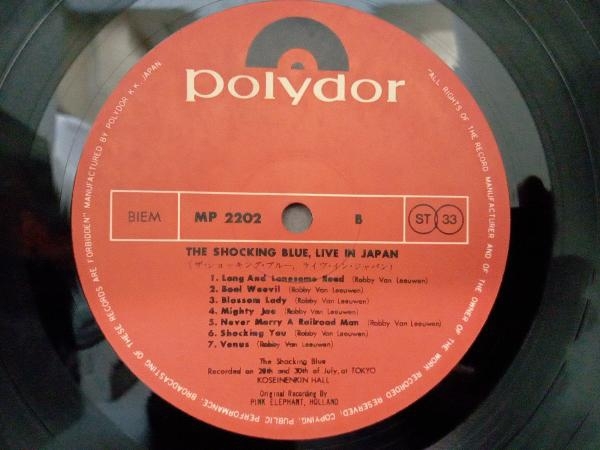 polydor
BIEM
MP 2202
B
ST 33
THE SHOCKING BLUE, LIVE IN JAPAN
(ザ・ショッキング・ブルー, ライヴ・イン・ジャパン)
1. Long And Lonesome Road (Robby Van Leeuwen)
2. Boel Weevil (Robby Van Leeuwen)
3. Blossom Lady (Robby Van Leeuwen)
4. Mighty Joe (Robby Van Leeuwen)
5. Never Marry A Railroad Man (Robby Van Leeuwen)
6. Shocking You (Robby Van Leeuwen)
7. Venus (Robby Van Leeuwen)
The Shocking Blue
Recorded on 29th and 30th of July, at TOKYO
KOSEINENKIN HALL
Original Recording By
PINK ELEPHANT, HOLLAND
"ALL RIGHTS OF THE RECORD MANUFACTURER AND OF THE OWNER OF THE WORK RECORDED RESERVED. COPYING, PUBLIC PERFORMANCE, BROADCASTING OF THESE RECORDS ARE FORBIDDEN" MANUFACTURED BY POLYDOR K.K. JAPAN.